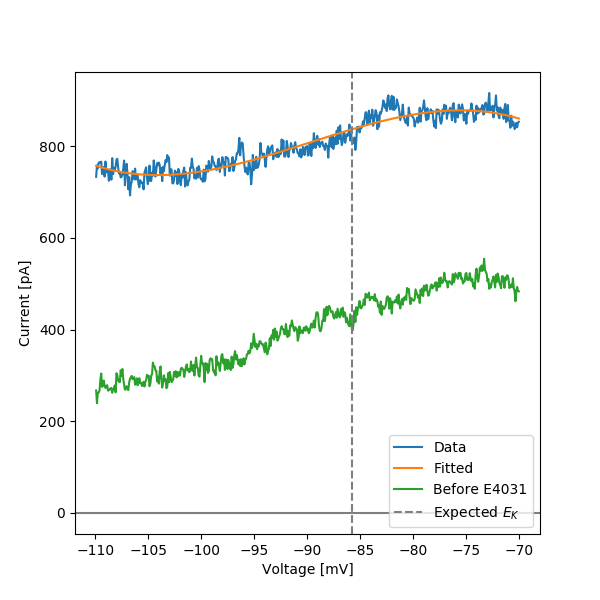 800
600
400
200
0
Current [pA]
Data
Fitted
Before E4031
Expected E_K
−110 −105 −100 −95 −90 −85 −80 −75 −70
Voltage [mV]